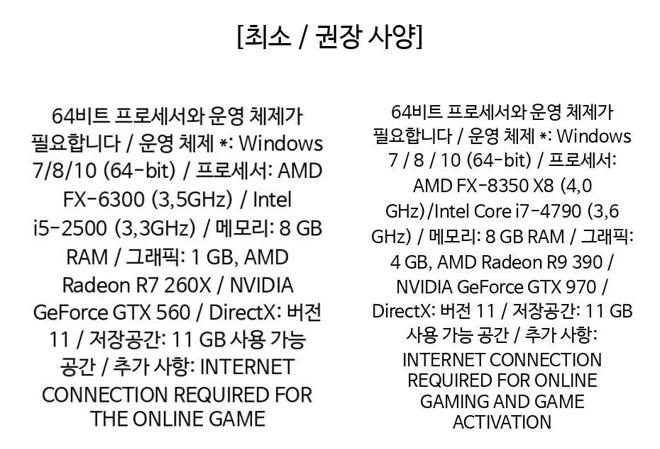 [최소 / 권장 사양]
64비트 프로세서와 운영 체제가
필요합니다 / 운영 체제 *: Windows
7/8/10 (64-bit) / 프로세서: AMD
FX-6300 (3,5GHz) / Intel
i5-2500 (3,3GHz) / 메모리: 8 GB
RAM / 그래픽: 1 GB, AMD
Radeon R7 260X / NVIDIA
GeForce GTX 560 / DirectX: 버전
11 / 저장공간: 11 GB 사용 가능
공간 / 추가 사항: INTERNET
CONNECTION REQUIRED FOR
THE ONLINE GAME
64비트 프로세서와 운영 체제가
필요합니다 / 운영 체제 *: Windows
7 / 8 / 10 (64-bit) / 프로세서:
AMD FX-8350 X8 (4,0
GHz)/Intel Core i7-4790 (3,6
GHz) / 메모리: 8 GB RAM / 그래픽:
4 GB, AMD Radeon R9 390 /
NVIDIA GeForce GTX 970 /
DirectX: 버전 11 / 저장공간: 11 GB
사용 가능 공간 / 추가 사항:
INTERNET CONNECTION
REQUIRED FOR ONLINE
GAMING AND GAME
ACTIVATION